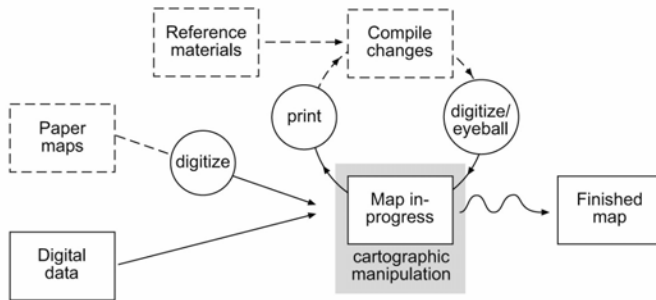 Reference
materials
Compile
changes
print
digitize/
eyeball
Paper
maps
digitize
Map in-
progress
Finished
map
Digital
data
cartographic
manipulation